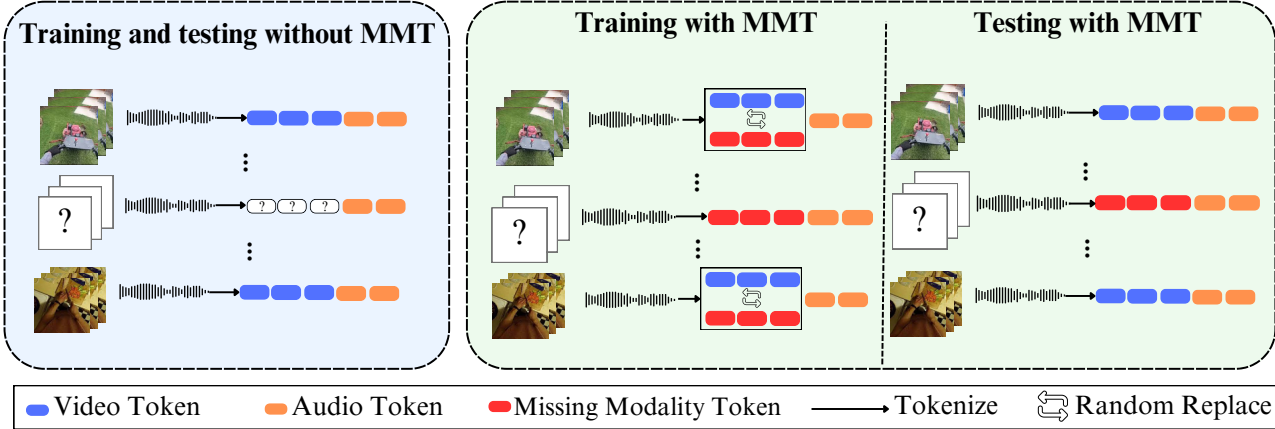 Training and testing without MMT
?
? ? ?
Training with MMT
?
Testing with MMT
?
Video Token
Audio Token
Missing Modality Token
Tokenize
Random Replace